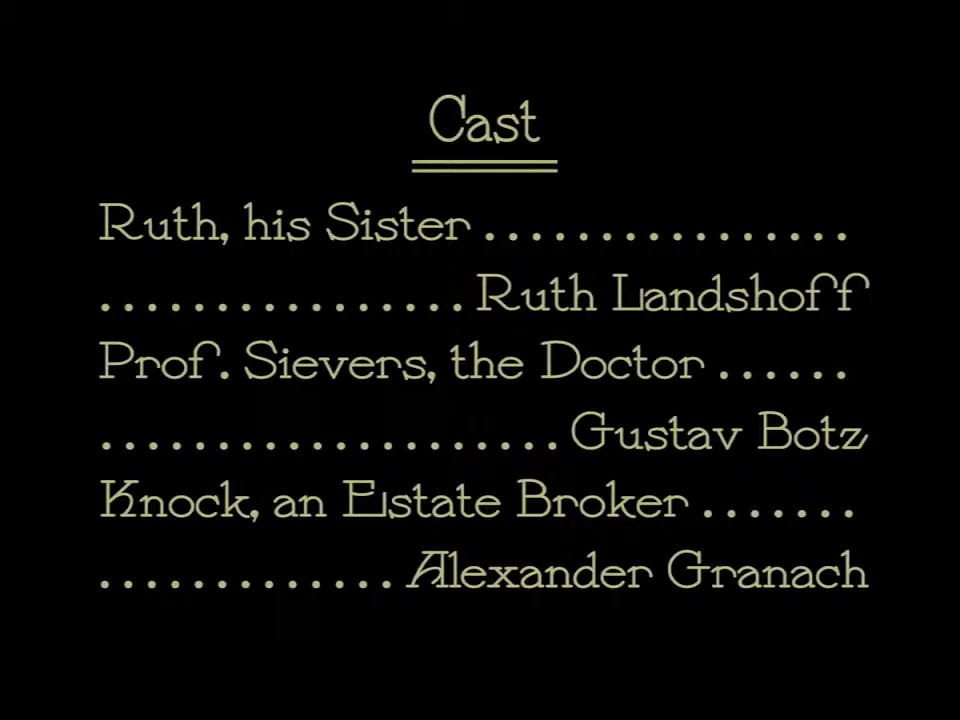 Cast
Ruth, his Sister . . . . . . . . . . . . . . . .
. . . . . . . . . . . . . . . . Ruth Landshoff
Prof. Sievers, the Doctor . . . . . .
. . . . . . . . . . . . . . . . . . . . Gustav Botz
Knock, an Estate Broker . . . . . . .
. . . . . . . . . . . . . Alexander Granach